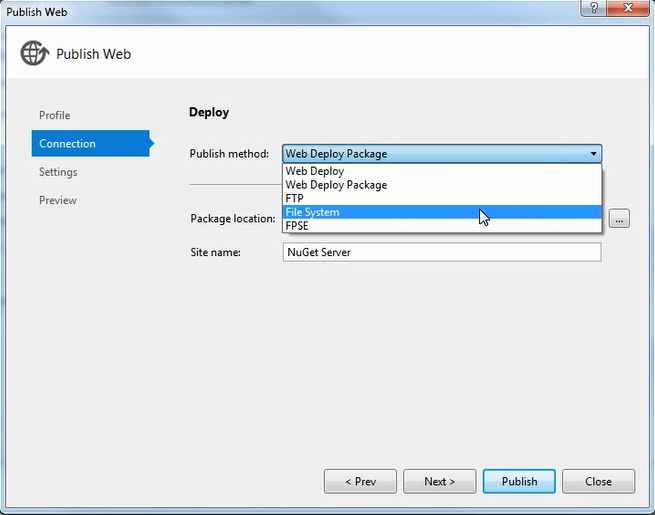 Publish Web
?
Publish Web
Profile
Connection
Settings
Preview
Deploy
Publish method: Web Deploy Package
Web Deploy
Web Deploy Package
FTP
File System
FPSE
Package location: ...
Site name: NuGet Server
< Prev Next > Publish Close